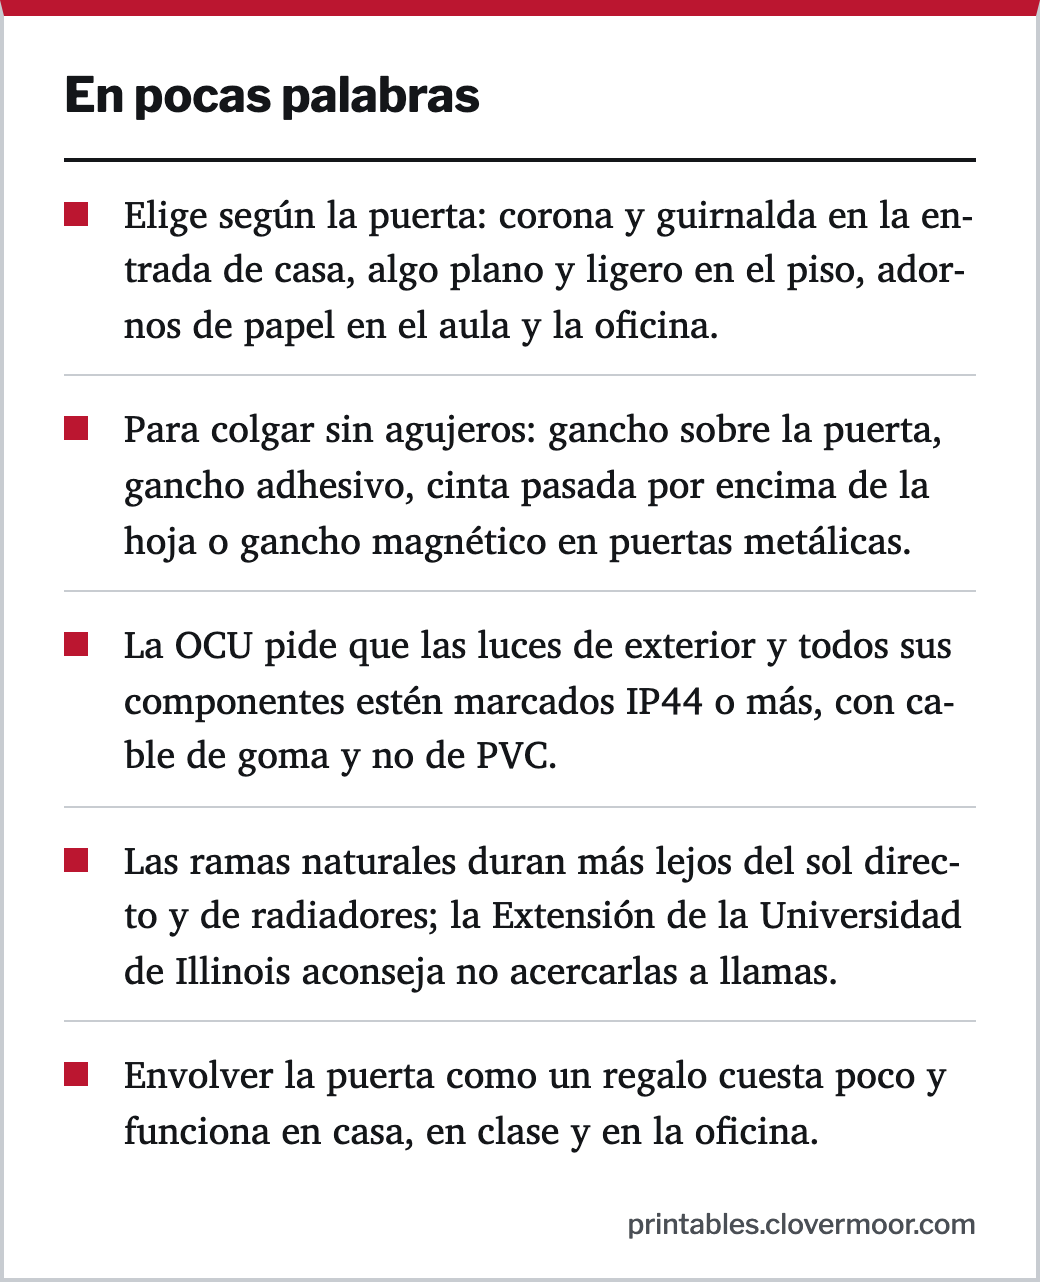 En pocas palabras
Elige según la puerta: corona y guirnalda en la en-
trada de casa, algo plano y ligero en el piso, ador-
nos de papel en el aula y la oficina.
Para colgar sin agujeros: gancho sobre la puerta,
gancho adhesivo, cinta pasada por encima de la
hoja o gancho magnético en puertas metálicas.
La OCU pide que las luces de exterior y todos sus
componentes estén marcados IP44 o más, con ca-
ble de goma y no de PVC.
Las ramas naturales duran más lejos del sol direc-
to y de radiadores; la Extensión de la Universidad
de Illinois aconseja no acercarlas a llamas.
Envolver la puerta como un regalo cuesta poco y
funciona en casa, en clase y en la oficina.
printables.clovermoor.com